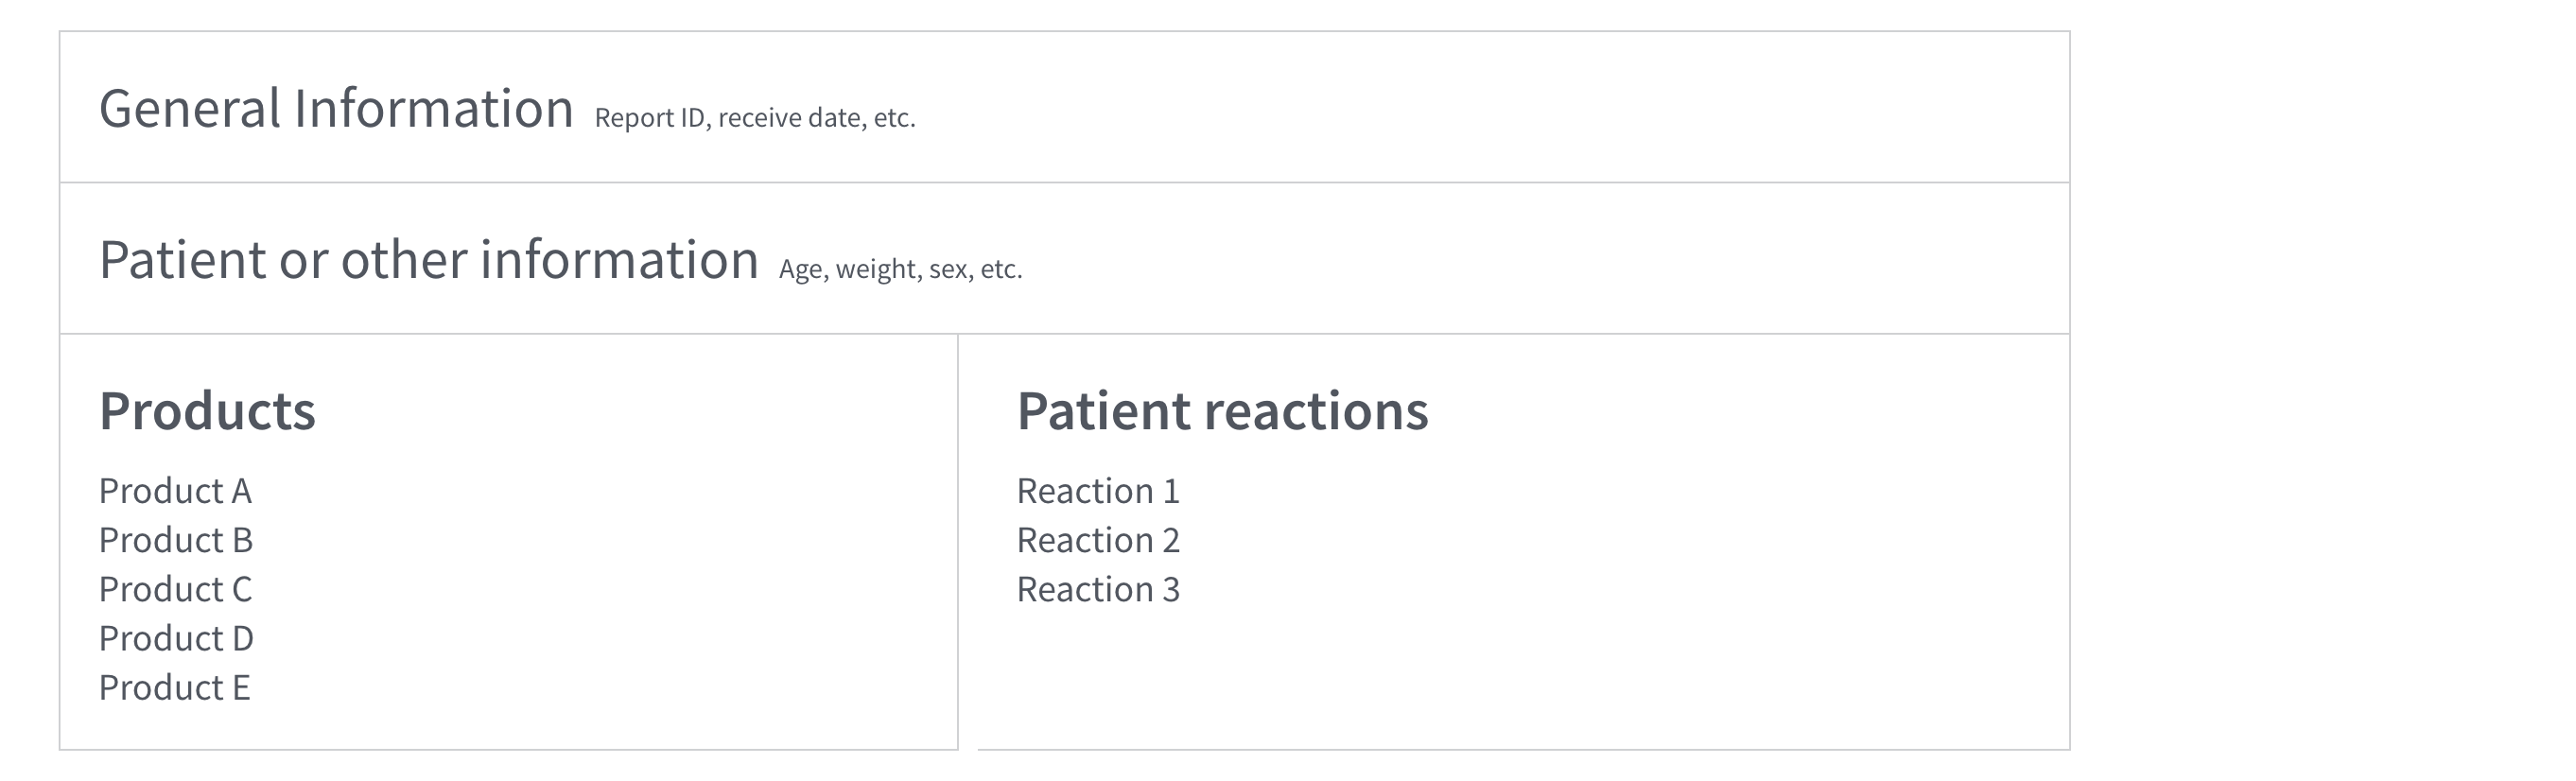 General Information Report ID, receive date, etc.
Patient or other information Age, weight, sex, etc.
Products
Product A
Product B
Product C
Product D
Product E
Patient reactions
Reaction 1
Reaction 2
Reaction 3